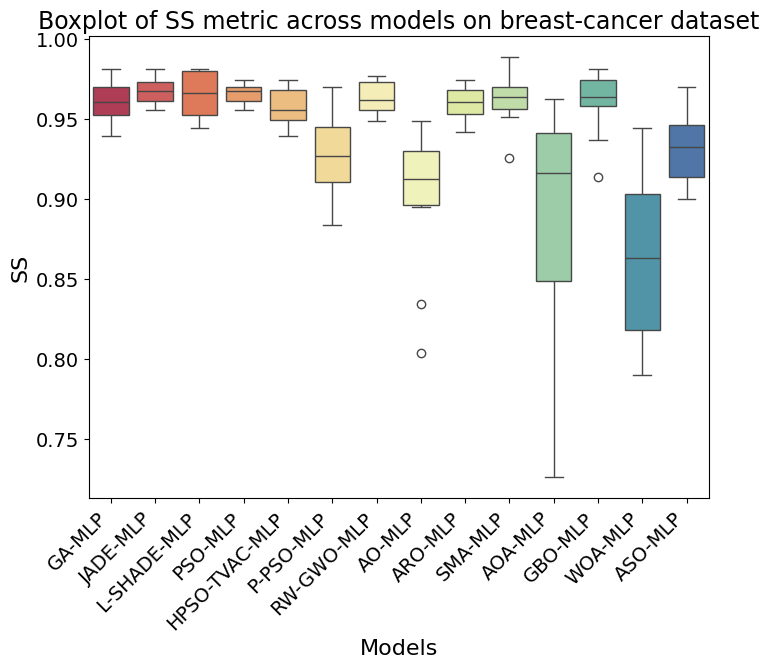 Boxplot of SS metric across models on breast-cancer dataset
1.00
0.95
0.90
0.85
0.80
0.75
SS
GA-MLP
JADE-MLP
L-SHADE-MLP
PSO-MLP
HPSO-TVAC-MLP
P-PSO-MLP
RW-GWO-MLP
AO-MLP
ARO-MLP
SMA-MLP
AOA-MLP
GBO-MLP
WOA-MLP
ASO-MLP
Models